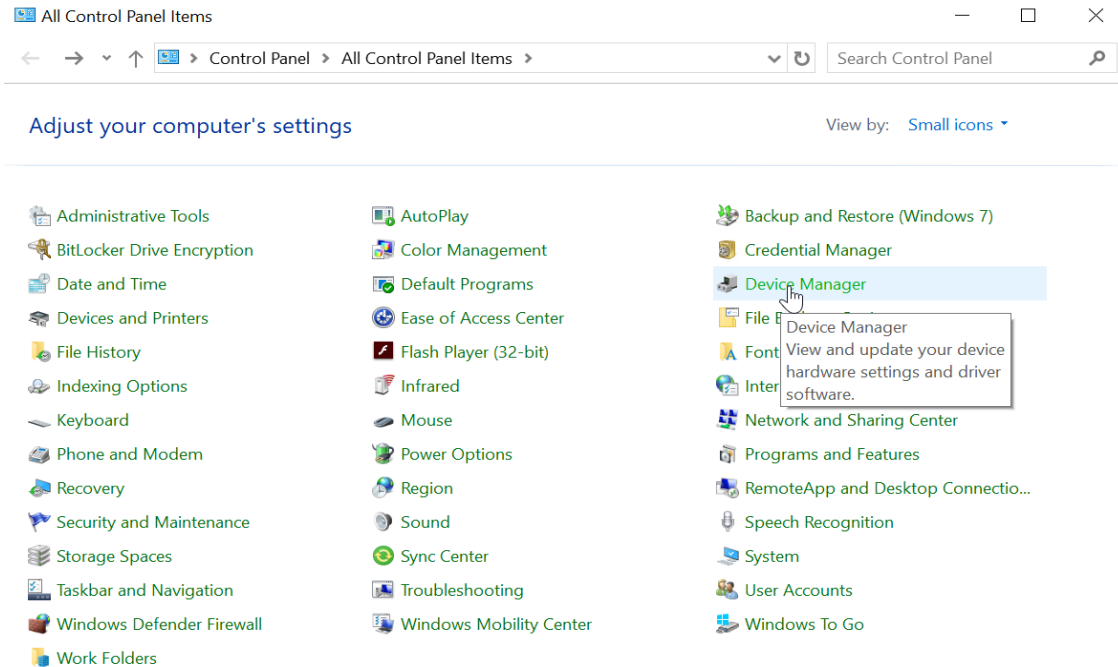 All Control Panel Items
Control Panel All Control Panel Items Search Control Panel
Adjust your computer's settings View by: Small icons
Administrative Tools AutoPlay Backup and Restore (Windows 7)
BitLocker Drive Encryption Color Management Credential Manager
Date and Time Default Programs Device Manager
Devices and Printers Ease of Access Center File
Device Manager
File History Flash Player (32-bit) Font
View and update your device
hardware settings and driver
Indexing Options Infrared Inter
software.
Keyboard Mouse Network and Sharing Center
Phone and Modem Power Options Programs and Features
Recovery Region RemoteApp and Desktop Connectio...
Security and Maintenance Sound Speech Recognition
Storage Spaces Sync Center System
Taskbar and Navigation Troubleshooting User Accounts
Windows Defender Firewall Windows Mobility Center Windows To Go
Work Folders